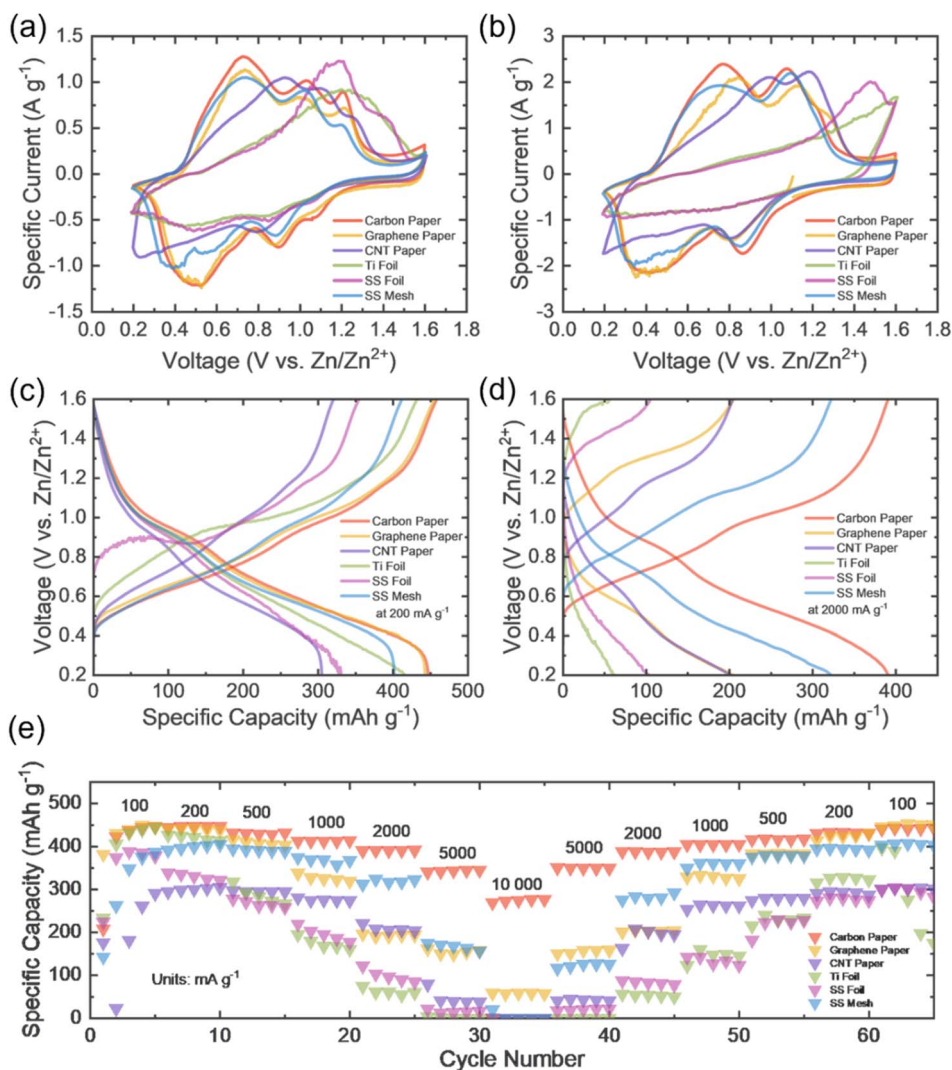 (a)
1.5
1.0
0.5
0.0
-0.5
-1.0
-1.5
Specific Current (A g⁻¹)
Carbon Paper
Graphene Paper
CNT Paper
Ti Foil
SS Foil
SS Mesh
0.0 0.2 0.4 0.6 0.8 1.0 1.2 1.4 1.6 1.8
Voltage (V vs. Zn/Zn²⁺)
(b)
3
2
1
0
-1
-2
-3
Specific Current (A g⁻¹)
Carbon Paper
Graphene Paper
CNT Paper
Ti Foil
SS Foil
SS Mesh
0.0 0.2 0.4 0.6 0.8 1.0 1.2 1.4 1.6 1.8
Voltage (V vs. Zn/Zn²⁺)
(c)
1.6
1.4
1.2
1.0
0.8
0.6
0.4
0.2
Voltage (V vs. Zn/Zn²⁺)
Carbon Paper
Graphene Paper
CNT Paper
Ti Foil
SS Foil
SS Mesh
at 200 mA g⁻¹
0 100 200 300 400 500
Specific Capacity (mAh g⁻¹)
(d)
1.6
1.4
1.2
1.0
0.8
0.6
0.4
0.2
Voltage (V vs. Zn/Zn²⁺)
Carbon Paper
Graphene Paper
CNT Paper
Ti Foil
SS Foil
SS Mesh
at 2000 mA g⁻¹
0 100 200 300 400
Specific Capacity (mAh g⁻¹)
(e)
500
400
300
200
100
0
Specific Capacity (mAh g⁻¹)
100 200 500 1000 2000 5000 10 000 5000 2000 1000 500 200 100
Units: mA g⁻¹
Carbon Paper
Graphene Paper
CNT Paper
Ti Foil
SS Foil
SS Mesh
0 10 20 30 40 50 60
Cycle Number